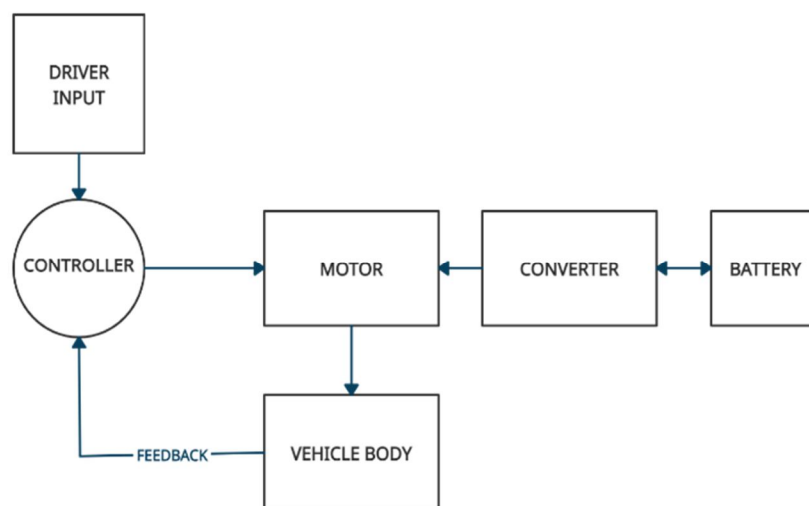 DRIVER
INPUT
CONTROLLER
MOTOR
CONVERTER
BATTERY
FEEDBACK
VEHICLE BODY